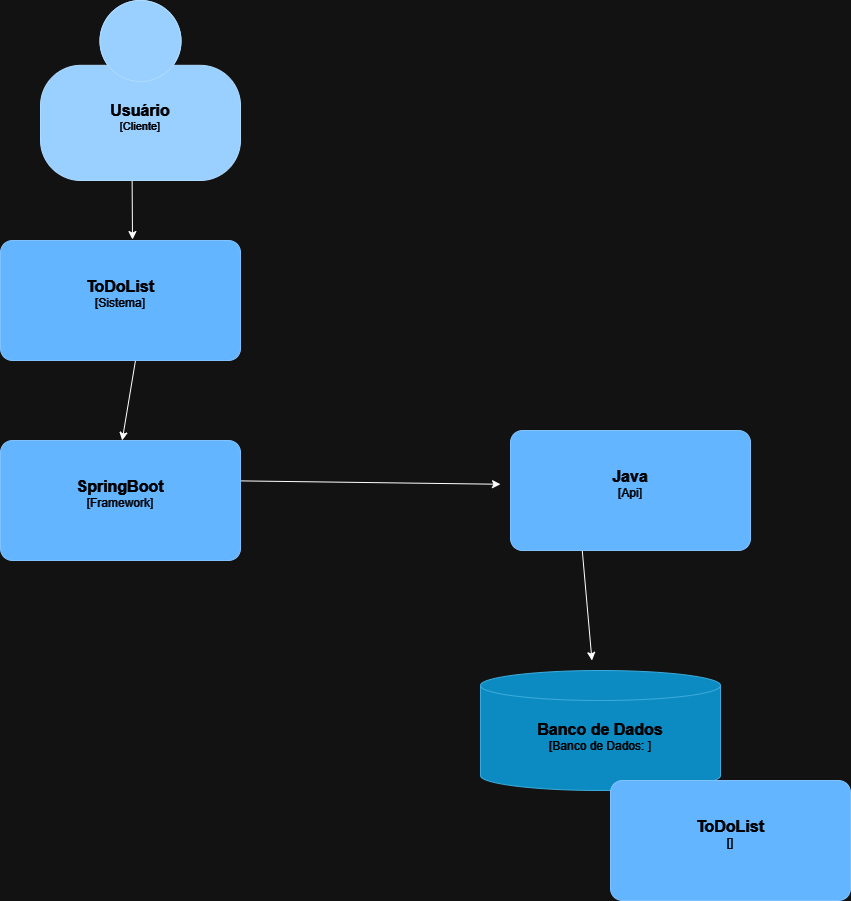 Usuário
[Cliente]
ToDoList
[Sistema]
SpringBoot
[Framework]
Java
[Api]
Banco de Dados
[Banco de Dados: ]
ToDoList
[]